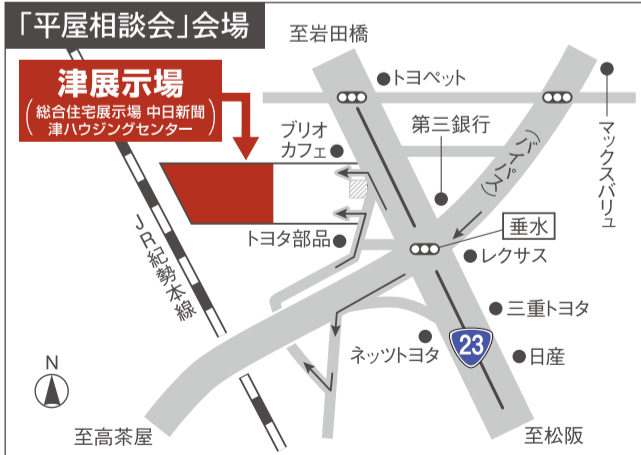 「平屋相談会」会場
至岩田橋
津展示場
(総合住宅展示場 中日新聞
津ハウジングセンター)
トヨペット
ブリオ
カフェ
第三銀行
(バイパス)
マックスバリュ
JR紀勢本線
トヨタ部品
垂水
レクサス
三重トヨタ
ネッツトヨタ
23
日産
N
至高茶屋
至松阪